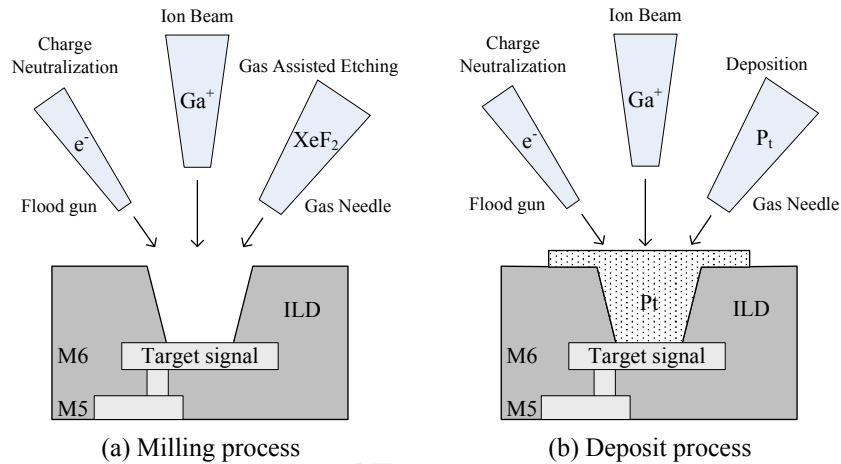 Ion Beam
Charge
Neutralization
Gas Assisted Etching
Ga+
e-
XeF2
Flood gun
Gas Needle
ILD
M6
Target signal
M5
(a) Milling process
Ion Beam
Charge
Neutralization
Deposition
Ga+
e-
Pt
Flood gun
Gas Needle
Pt
ILD
M6
Target signal
M5
(b) Deposit process